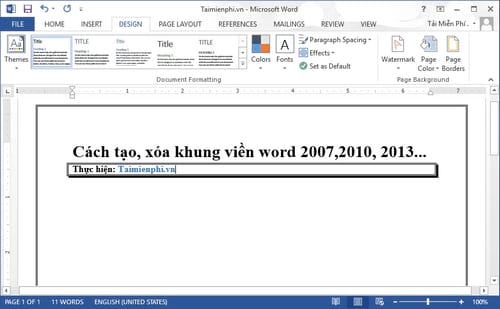 Taimienphi.vn - Microsoft Word
FILE HOME INSERT DESIGN PAGE LAYOUT REFERENCES MAILINGS REVIEW VIEW
Tải Miễn Phí.
Themes
Title
TITLE
Title
Title
TITLE
Colors
Fonts
Paragraph Spacing
Effects
Set as Default
Watermark
Page Color
Page Borders
Document Formatting
Page Background
Cách tạo, xóa khung viền word 2007,2010, 2013...
Thực hiện: Taimienphi.vn
PAGE 1 OF 1 11 WORDS ENGLISH (UNITED STATES) 100%